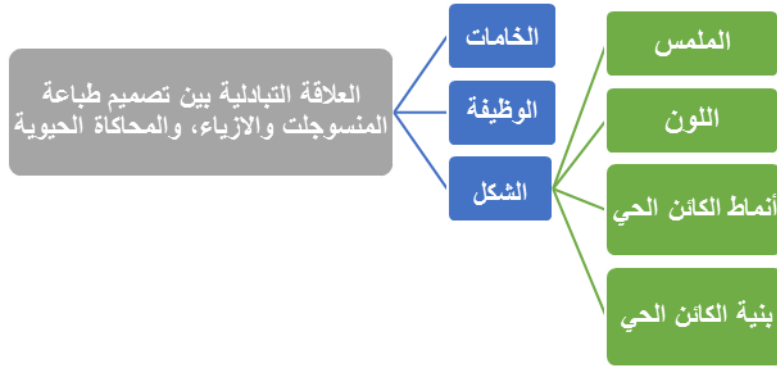 العلاقة التبادلية بين تصميم طباعة
المنسوجلت والازياء، والمحاكاة الحيوية
الخامات
الوظيفة
الشكل
الملمس
اللون
أنماط الكائن الحي
بنية الكائن الحي